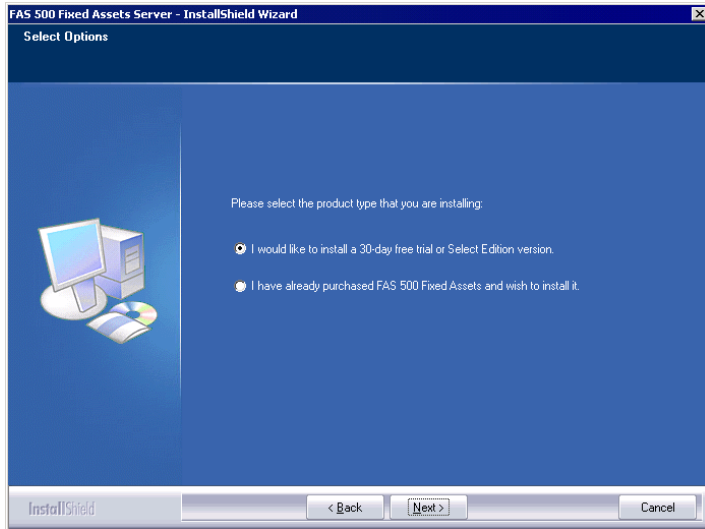 FAS 500 Fixed Assets Server - InstallShield Wizard
Select Options
Please select the product type that you are installing:
I would like to install a 30-day free trial or Select Edition version.
I have already purchased FAS 500 Fixed Assets and wish to install it.
InstallShield
< Back
Next >
Cancel